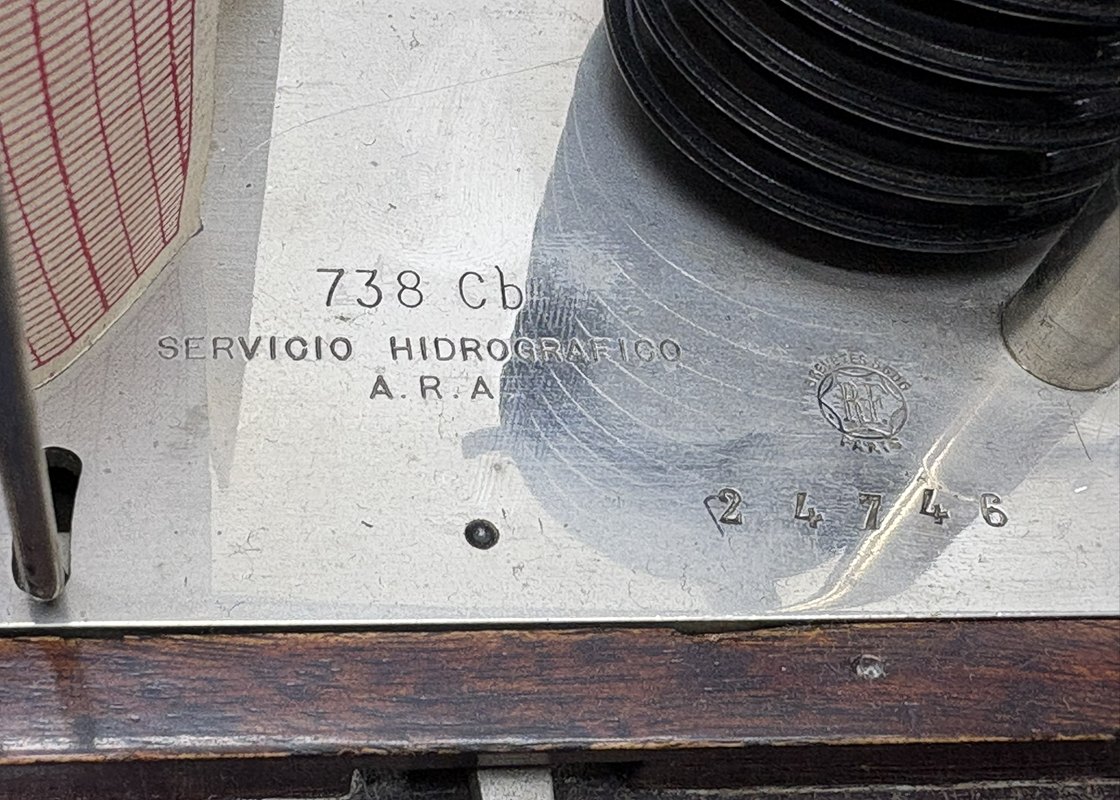 738 Cb
SERVICIO HIDROGRAFICO
A.R.A
RF
PARIS
24746